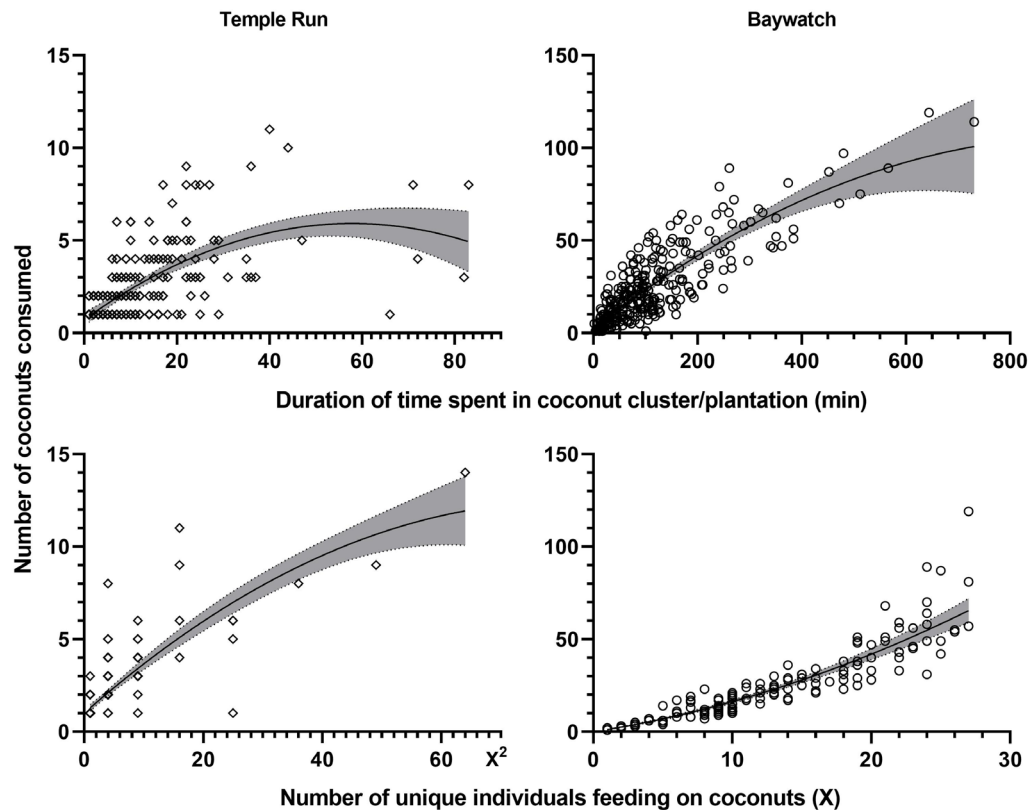 Temple Run
Baywatch
Number of coconuts consumed
15
10
5
0
0 20 40 60 80
150
100
50
0
0 200 400 600 800
Duration of time spent in coconut cluster/plantation (min)
15
10
5
0
0 20 40 60 X²
150
100
50
0
0 10 20 30
Number of unique individuals feeding on coconuts (X)